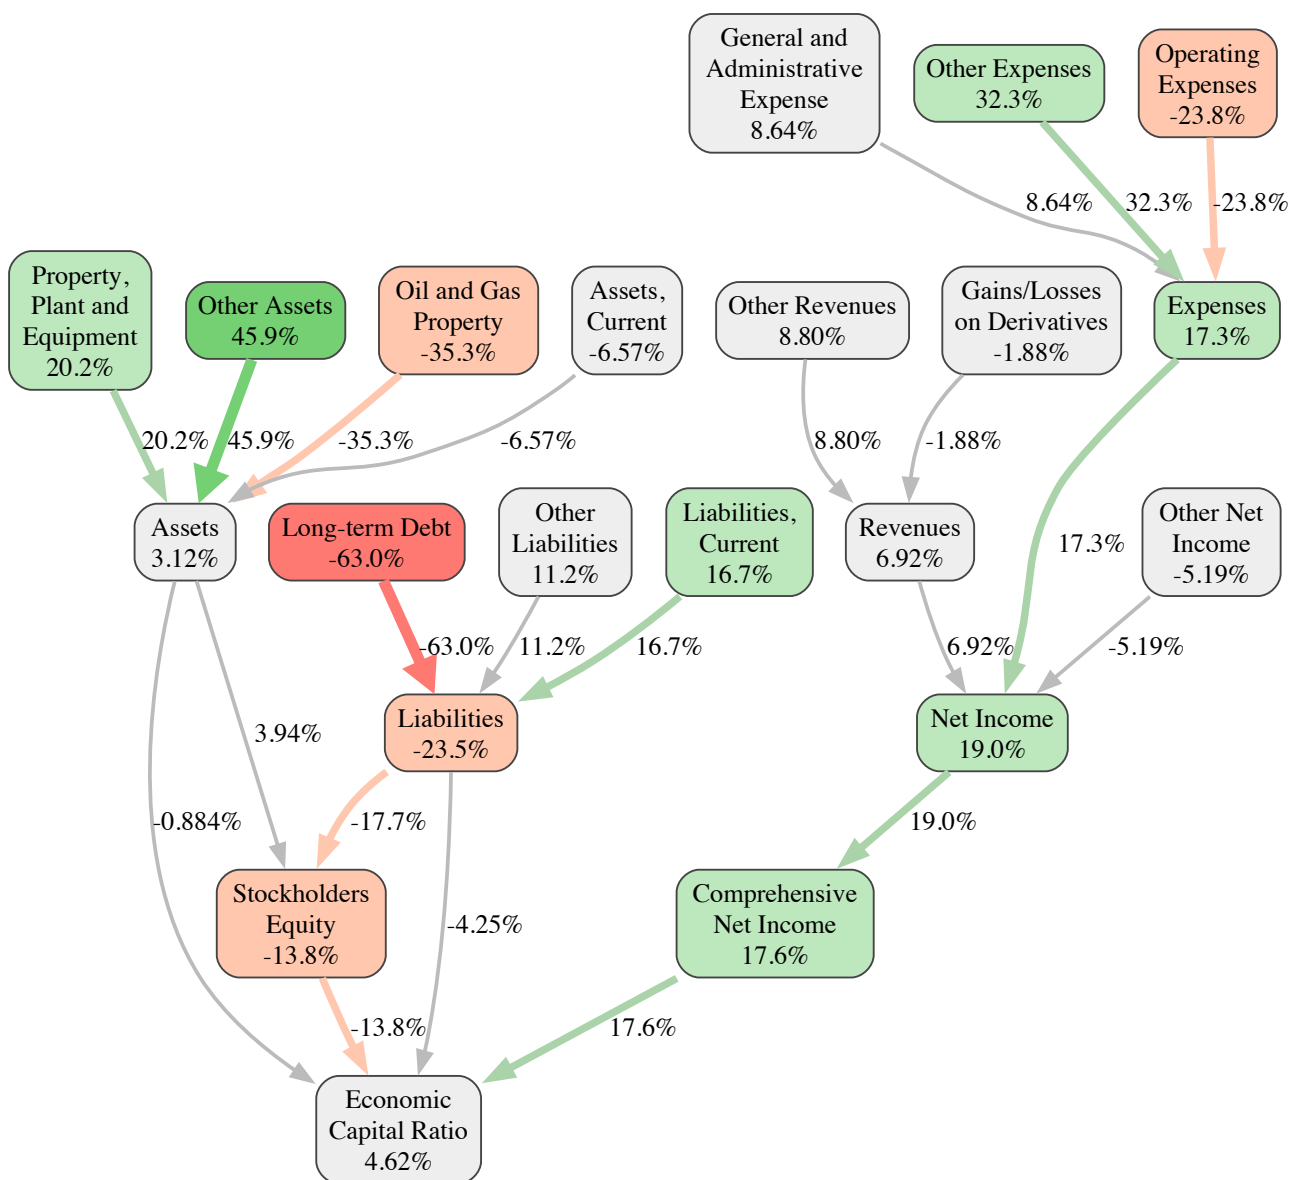 General and
Administrative
Expense
8.64%
Other Expenses
32.3%
Operating
Expenses
-23.8%
8.64%
32.3%
-23.8%
Property,
Plant and
Equipment
20.2%
Other Assets
45.9%
Oil and Gas
Property
-35.3%
Assets,
Current
-6.57%
Other Revenues
8.80%
Gains/Losses
on Derivatives
-1.88%
Expenses
17.3%
20.2%
45.9%
-35.3%
-6.57%
8.80%
-1.88%
Assets
3.12%
Long-term Debt
-63.0%
Other
Liabilities
11.2%
Liabilities,
Current
16.7%
Revenues
6.92%
17.3%
Other Net
Income
-5.19%
-63.0%
11.2%
16.7%
6.92%
-5.19%
3.94%
Liabilities
-23.5%
Net Income
19.0%
-0.884%
-17.7%
19.0%
Stockholders
Equity
-13.8%
-4.25%
Comprehensive
Net Income
17.6%
-13.8%
17.6%
Economic
Capital Ratio
4.62%